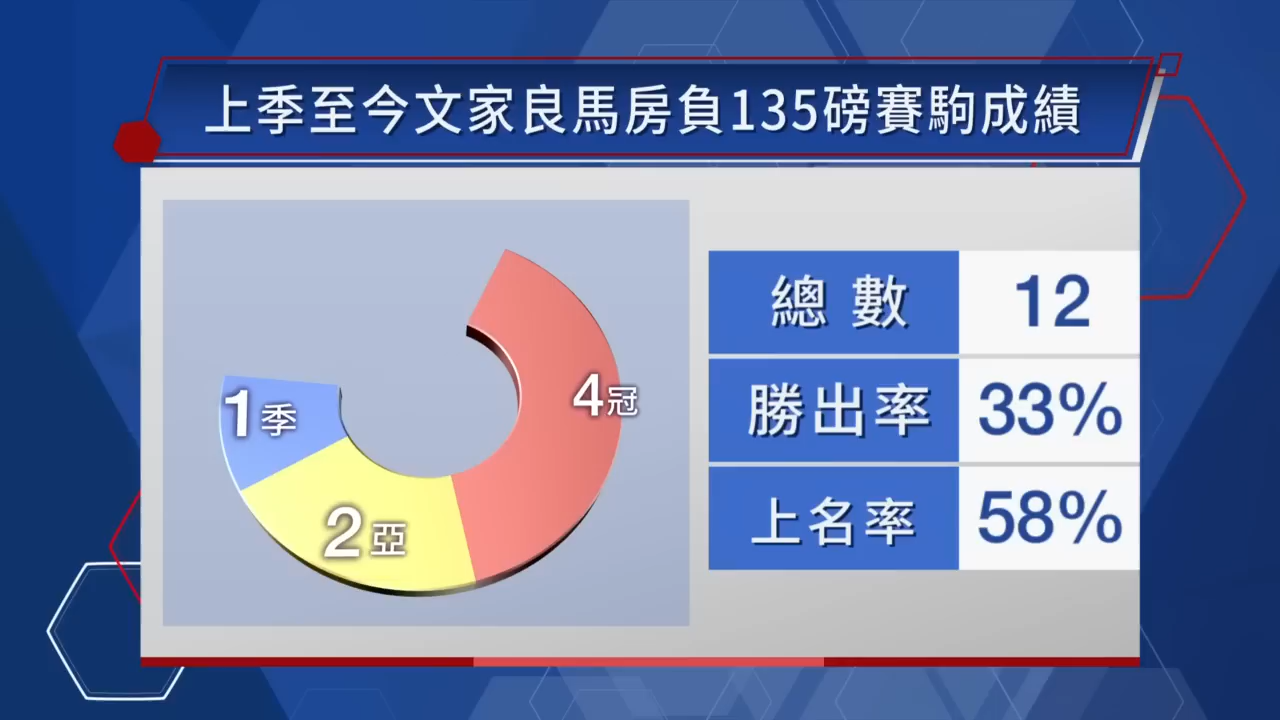 上季至今文家良馬房負135磅賽駒成績
4冠
1季
2亞
總數 12
勝出率 33%
上名率 58%